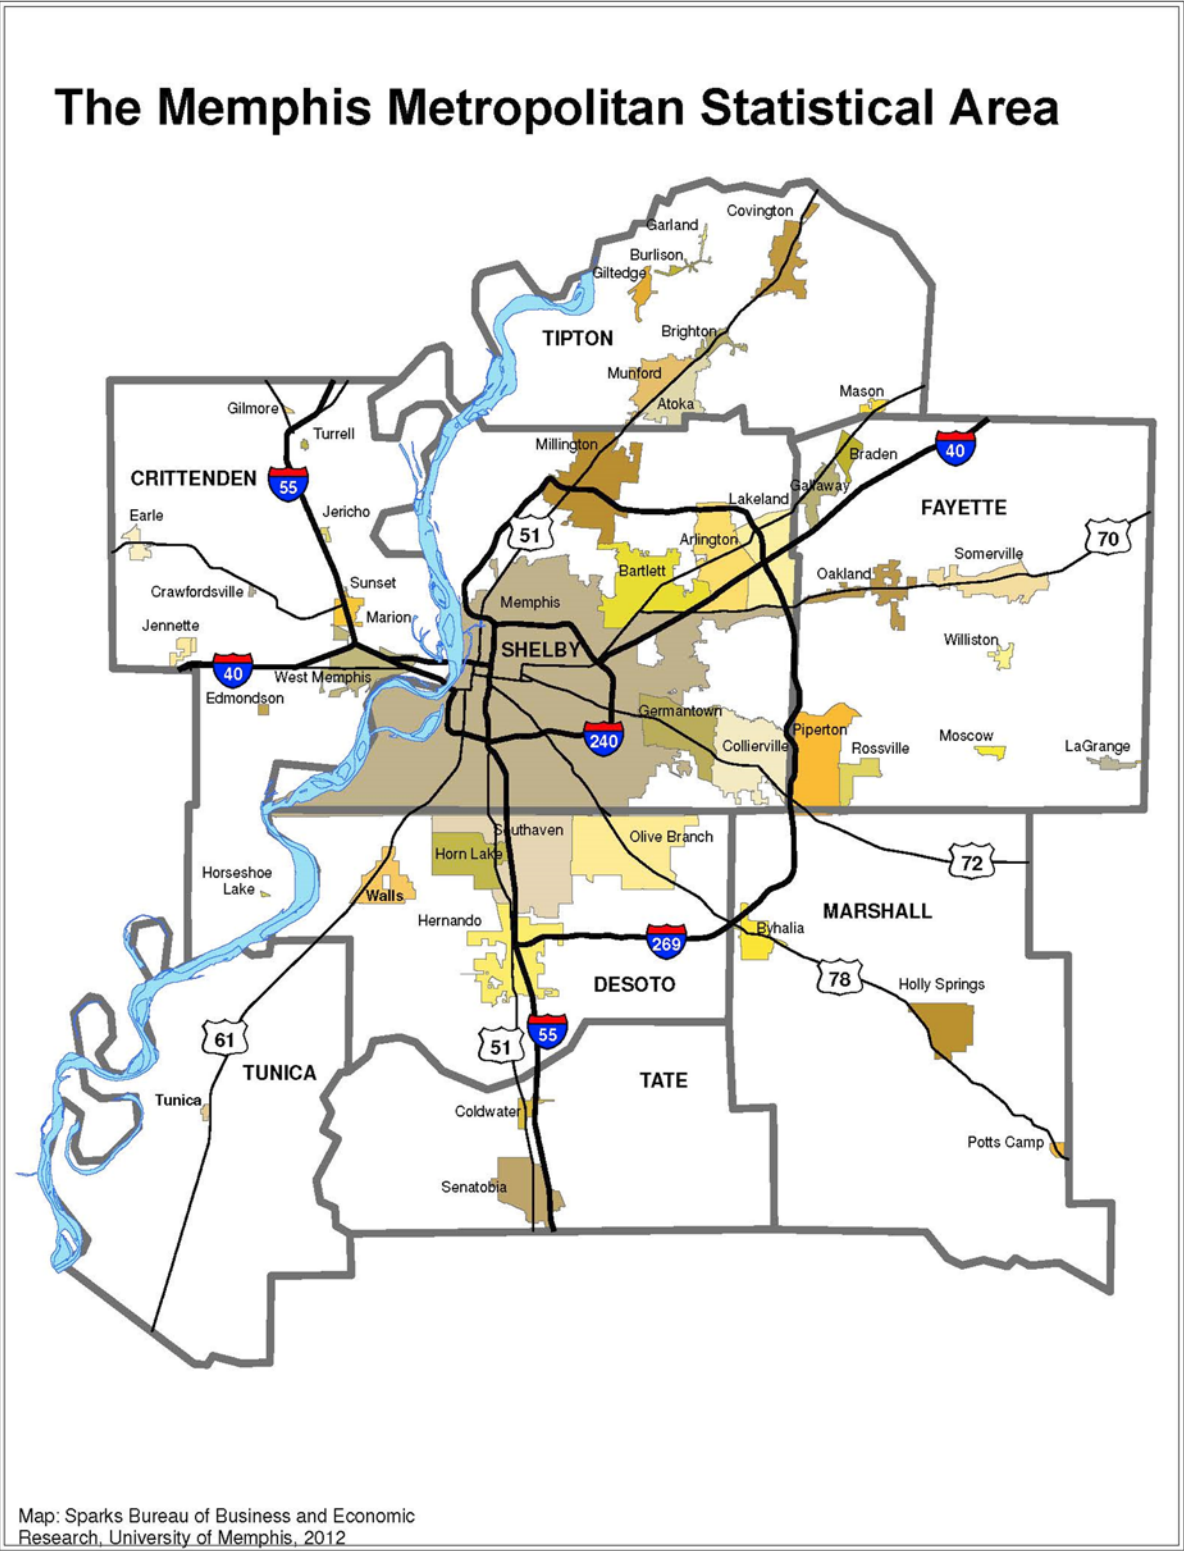 The Memphis Metropolitan Statistical Area
Covington
Garland
Burlison
Giltedge
TIPTON
Brighton
Munford
Atoka
Mason
Gilmore
Turrell
Millington
Braden
40
CRITTENDEN
55
Gallaway
Lakeland
FAYETTE
Earle
Jericho
51
Arlington
70
Somerville
Bartlett
Oakland
Sunset
Crawfordsville
Memphis
Marion
Jennette
SHELBY
Williston
40
West Memphis
Edmondson
Germantown
Piperton
Moscow
240
Collierville
Rossville
LaGrange
Southaven
Olive Branch
Horn Lake
72
Horseshoe
Lake
Walls
MARSHALL
Hernando
Byhalia
269
78
DESOTO
Holly Springs
61
51
55
TUNICA
TATE
Tunica
Coldwater
Potts Camp
Senatobia
Map: Sparks Bureau of Business and Economic
Research, University of Memphis, 2012